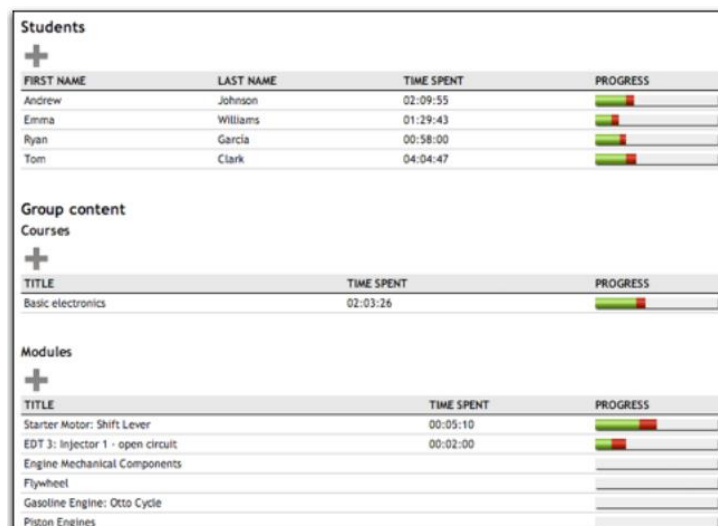 Students
FIRST NAME LAST NAME TIME SPENT PROGRESS
Andrew Johnson 02:09:55
Emma Williams 01:29:43
Ryan García 00:58:00
Tom Clark 04:04:47
Group content
Courses
TITLE TIME SPENT PROGRESS
Basic electronics 02:03:26
Modules
TITLE TIME SPENT PROGRESS
Starter Motor: Shift Lever 00:05:10
EDT 3: Injector 1 - open circuit 00:02:00
Engine Mechanical Components
Flywheel
Gasoline Engine: Otto Cycle
Piston Engines